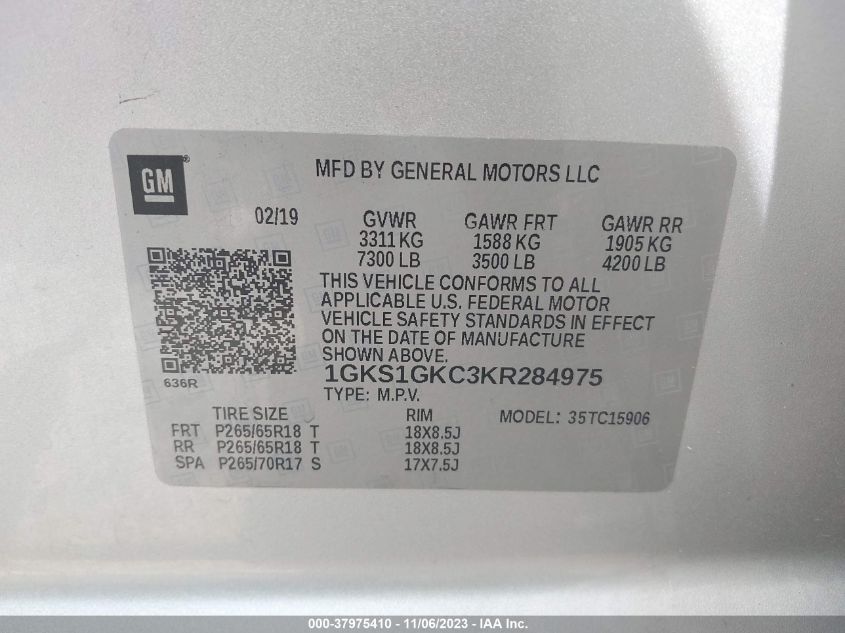 GM®
MFD BY GENERAL MOTORS LLC
02/19 GVWR GAWR FRT GAWR RR
3311 KG 1588 KG 1905 KG
7300 LB 3500 LB 4200 LB
THIS VEHICLE CONFORMS TO ALL
APPLICABLE U.S. FEDERAL MOTOR
VEHICLE SAFETY STANDARDS IN EFFECT
ON THE DATE OF MANUFACTURE
SHOWN ABOVE.
636R
1GKS1GKC3KR284975
TYPE: M.P.V.
TIRE SIZE RIM MODEL: 35TC15906
FRT P265/65R18 T 18X8.5J
RR P265/65R18 T 18X8.5J
SPA P265/70R17 S 17X7.5J
000-37975410 - 11/06/2023 - IAA, Inc.